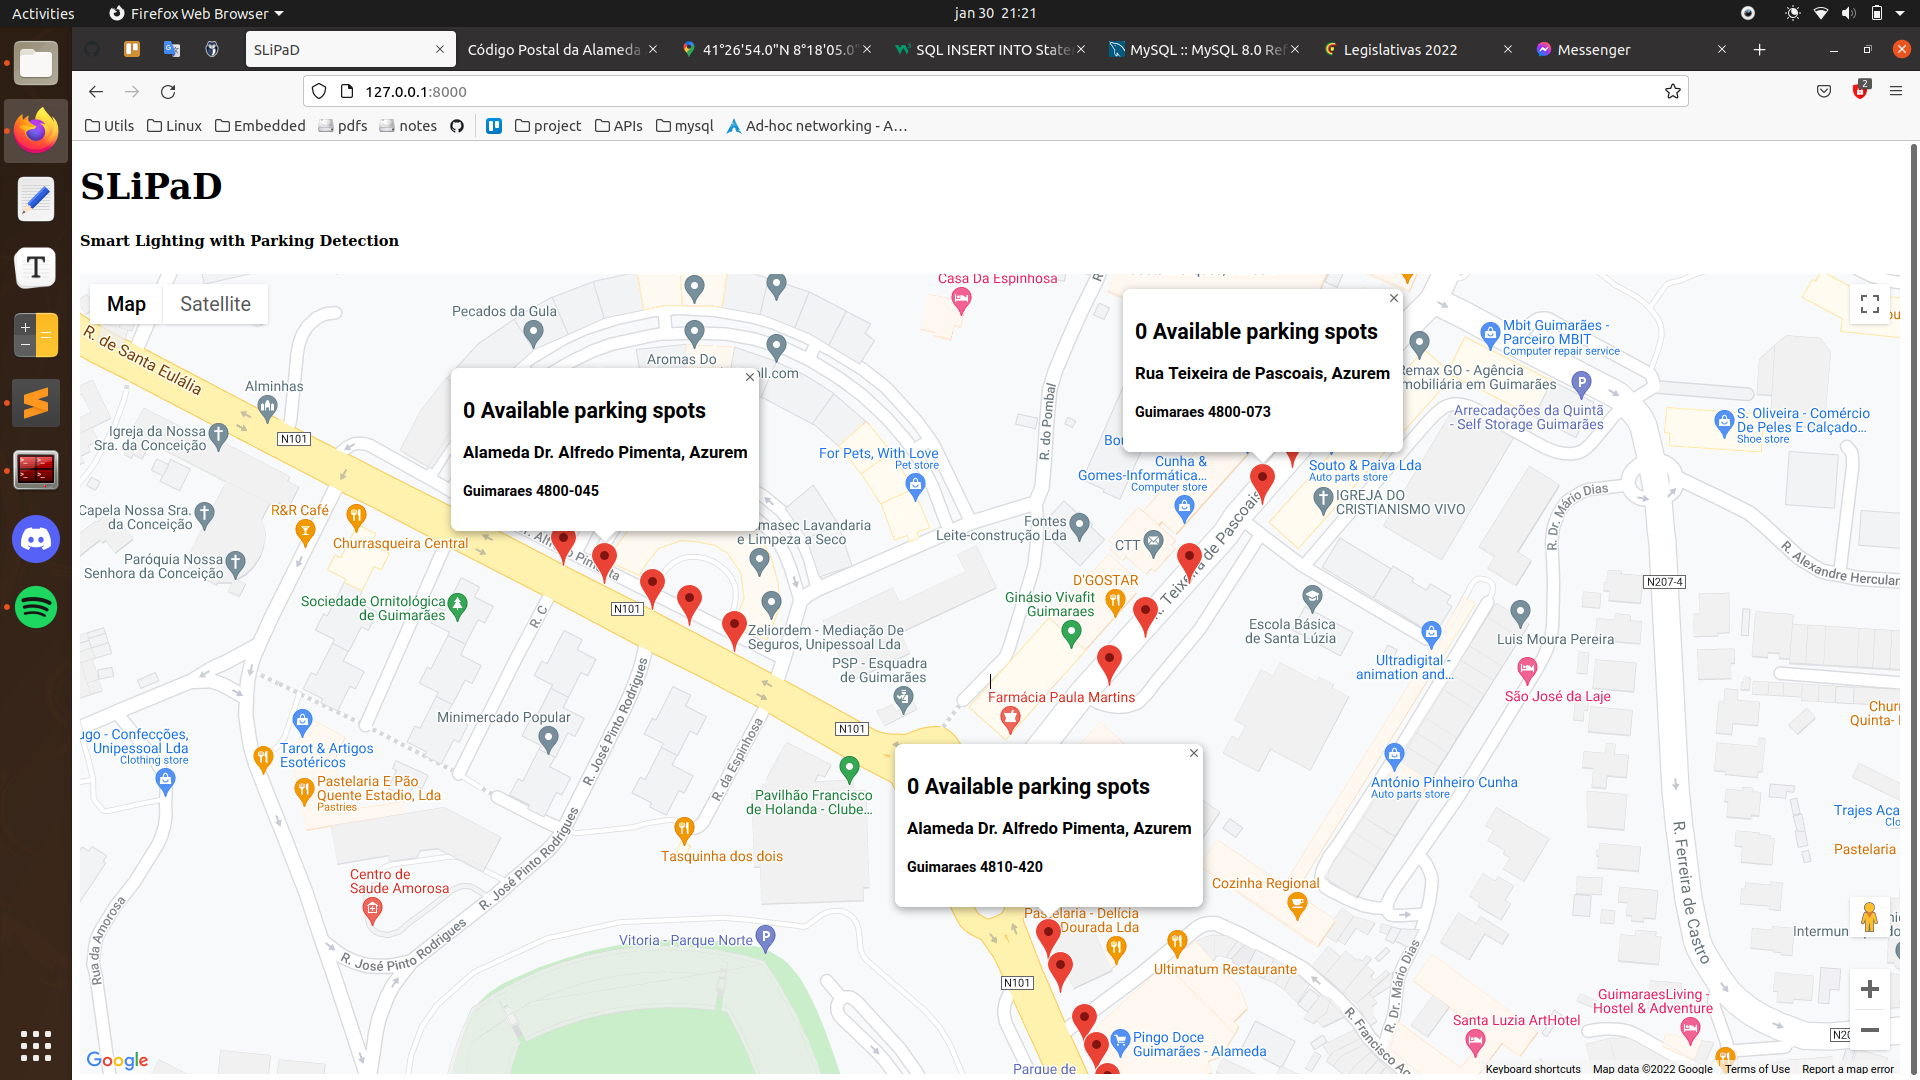 Activities
Firefox Web Browser
jan 30 21:21
SLiPaD
Código Postal da Alameda
41°26'54.0"N 8°18'05.0"
SQL INSERT INTO State
MySQL :: MySQL 8.0 Ref
Legislativas 2022
Messenger
127.0.0.1:8000
2
Utils
Linux
Embedded
pdfs
notes
project
APIs
mysql
Ad-hoc networking - A…
SLiPaD
Smart Lighting with Parking Detection
Map
Satellite
Casa Da Espinhosa
Pecados da Gula
R. de Santa Eulália
Aromas Do
oll.com
Alminhas
Igreja da Nossa
Sra. da Conceição
N101
0 Available parking spots
Alameda Dr. Alfredo Pimenta, Azurem
Guimaraes 4800-045
0 Available parking spots
Rua Teixeira de Pascoais, Azurem
Guimaraes 4800-073
R. do Pombal
Mbit Guimarães -
Parceiro MBIT
Computer repair service
Remax GO - Agência
mobiliária em Guimarães
Arrecadações da Quintã
- Self Storage Guimarães
S. Oliveira - Comércio
De Peles E Calçado...
Shoe store
For Pets, With Love
Pet store
Cunha &
Gomes-Informática...
Computer store
Souto & Paiva Lda
Auto parts store
IGREJA DO
CRISTIANISMO VIVO
Capela Nossa Sra.
da Conceição
R&R Café
Churrasqueira Central
Paróquia Nossa
Senhora da Conceição
masec Lavandaria
e Limpeza a Seco
Fontes
Leite-construção Lda
CTT
R. Teixeira de Pascoais
R. Dr. Mário Dias
R. Alexandre Herculan
N207-4
Sociedade Ornitológica
de Guimarães
R. C
N101
D'GOSTAR
Ginásio Vivafit
Guimaraes
Zeliordem - Mediação De
Seguros, Unipessoal Lda
PSP - Esquadra
de Guimarães
Escola Básica
de Santa Lúzia
Luis Moura Pereira
Ultradigital -
animation and...
São José da Laje
Farmácia Paula Martins
Minimercado Popular
R. José Pinto Rodrigues
R. da Espinhosa
N101
ugo - Confecções,
Unipessoal Lda
Clothing store
Tarot & Artigos
Esotéricos
Pastelaria E Pão
Quente Estadio, Lda
Pastries
Pavilhão Francisco
de Holanda - Clube...
0 Available parking spots
Alameda Dr. Alfredo Pimenta, Azurem
Guimaraes 4810-420
António Pinheiro Cunha
Auto parts store
Churr
Quinta-
Trajes Aca
Clo
Pastelaria
Tasquinha dos dois
Centro de
Saude Amorosa
R. José Pinto Rodrigues
Rua da Amorosa
R. José Pinto Rodrigues
Vitoria - Parque Norte
Cozinha Regional
Pastelaria - Delícia
Dourada Lda
Ultimatum Restaurante
N101
R. Dr. Mário Dias
R. Ferreira de Castro
Intermun
GuimaraesLiving -
Hostel & Adventure
Santa Luzia ArtHotel
R. Francisco Ag
Pingo Doce
Guimarães - Alameda
Parque de
Google
Keyboard shortcuts
Map data ©2022 Google
Terms of Use
Report a map error